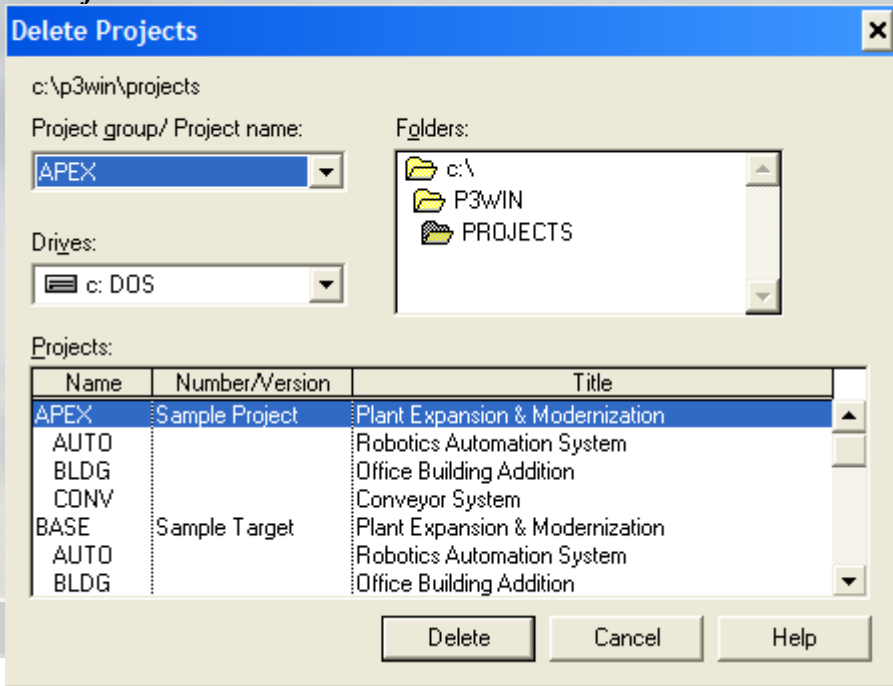 Delete Projects
c:\p3win\projects
Project group/ Project name:
Folders:
APEX
c:\
P3WIN
PROJECTS
Drives:
c: DOS
Projects:
Name Number/Version Title
APEX Sample Project Plant Expansion & Modernization
AUTO Robotics Automation System
BLDG Office Building Addition
CONV Conveyor System
BASE Sample Target Plant Expansion & Modernization
AUTO Robotics Automation System
BLDG Office Building Addition
Delete Cancel Help